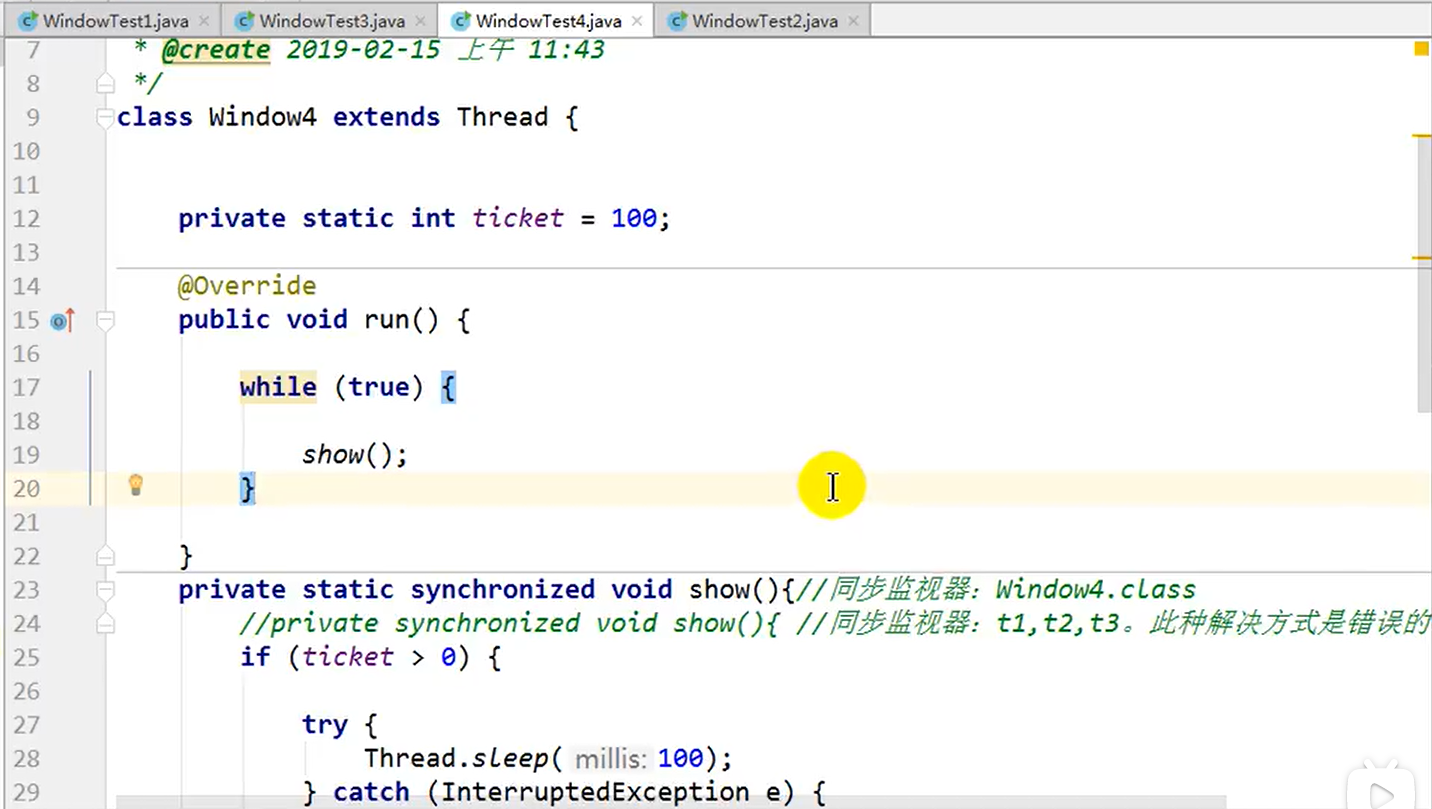 WindowTest1.java WindowTest3.java WindowTest4.java WindowTest2.java
7 * @create 2019-02-15 上午 11:43
8 */
9 class Window4 extends Thread {
10
11
12 private static int ticket = 100;
13
14 @Override
15 public void run() {
16
17 while (true) {
18
19 show();
20 }
21
22 }
23 private static synchronized void show(){//同步监视器：Window4.class
24 //private synchronized void show(){ //同步监视器：t1,t2,t3。此种解决方式是错误的
25 if (ticket > 0) {
26
27 try {
28 Thread.sleep( millis: 100);
29 } catch (InterruptedException e) {